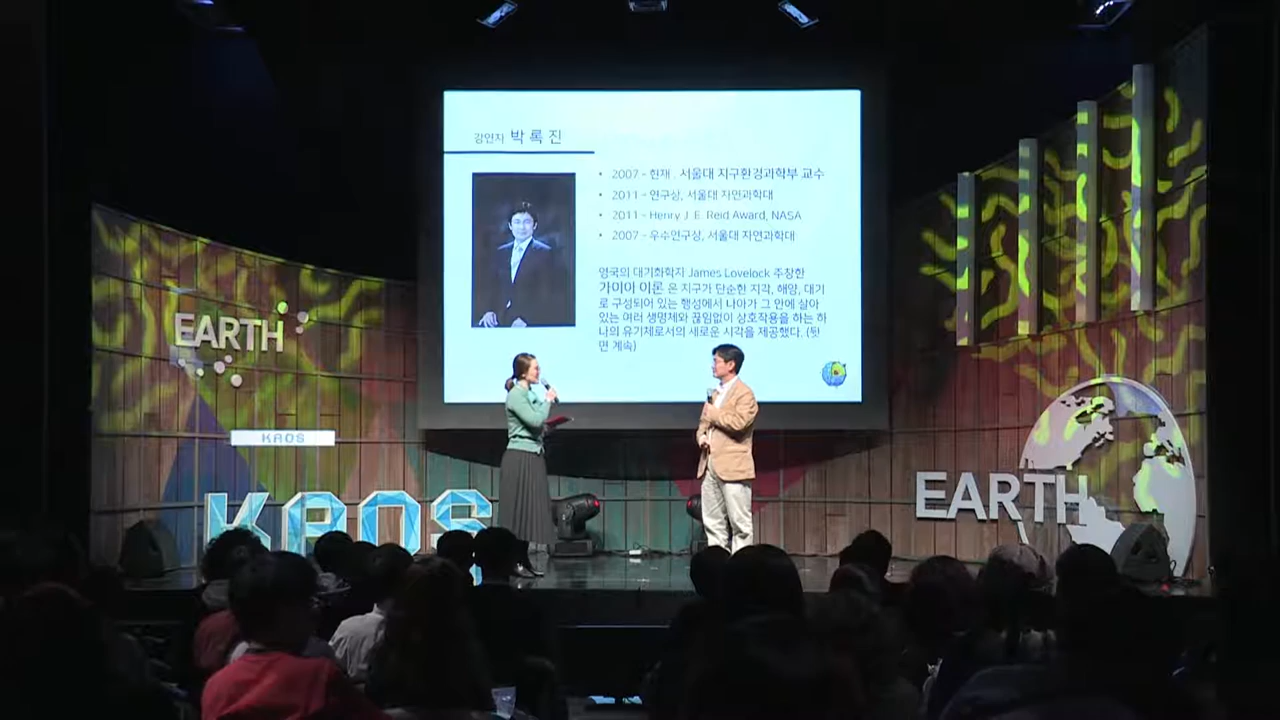 강연자 박 록 진
• 2007 - 현재 , 서울대 지구환경과학부 교수
• 2011 - 연구상, 서울대 자연과학대
• 2011 - Henry J. E. Reid Award, NASA
• 2007 - 우수연구상, 서울대 자연과학대
영국의 대기화학자 James Lovelock 주창한
가이아 이론 은 지구가 단순한 지각, 해양, 대기
로 구성되어 있는 행성에서 나아가 그 안에 살아
있는 여러 생명체와 끊임없이 상호작용을 하는 하
나의 유기체로서의 새로운 시각을 제공했다. (뒷
면 계속)
EARTH
KAOS
KAOS
EARTH